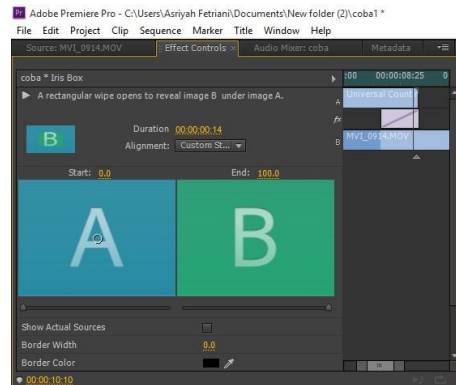 Pr Adobe Premiere Pro - C:\Users\Asriyah Fetriani\Documents\New folder (2)\coba1 *
File Edit Project Clip Sequence Marker Title Window Help
Source: MVI_0914.MOV Effect Controls × Audio Mixer: coba Metadata
coba * Iris Box :00 00:00:08:25 0
A rectangular wipe opens to reveal image B under image A.
A Universal Count
fx
B MVI_0914.MOV
B
Duration 00:00:00:14
Alignment: Custom St...
Start: 0.0 End: 100.0
A B
Show Actual Sources
Border Width 0.0
Border Color
00:00:10:10